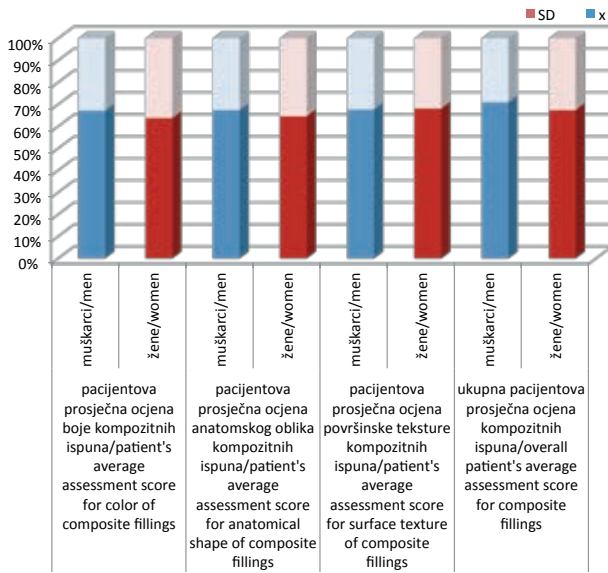 SD x
100%
90%
80%
70%
60%
50%
40%
30%
20%
10%
0%
muškarci/men
žene/women
muškarci/men
žene/women
muškarci/men
žene/women
muškarci/men
žene/women
pacijentova
prosječna ocjena
boje kompozitnih
ispuna/patient's
average
assessment score
for color of
composite fillings
pacijentova
prosječna ocjena
anatomskog oblika
kompozitnih
ispuna/patient's
average
assessment score
for anatomical
shape of composite
fillings
pacijentova
prosječna ocjena
površinske teksture
kompozitnih
ispuna/patient's
average
assessment score
for surface texture
of composite
fillings
ukupna pacijentova
prosječna ocjena
kompozitnih
ispuna/overall
patient's average
assessment score
for composite
fillings